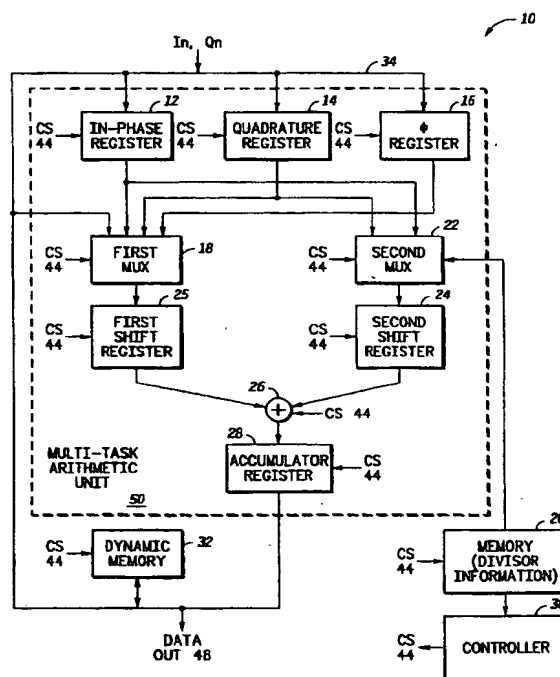 10
In, Qn
34
12
14
16
CS
44
IN-PHASE
REGISTER
CS
44
QUADRATURE
REGISTER
CS
44
Φ
REGISTER
CS
44
FIRST
MUX
18
CS
44
SECOND
MUX
22
25
24
CS
44
FIRST
SHIFT
REGISTER
CS
44
SECOND
SHIFT
REGISTER
26
+
CS 44
28
ACCUMULATOR
REGISTER
CS
44
MULTI-TASK
ARITHMETIC
UNIT
50
CS
44
DYNAMIC
MEMORY
32
CS
44
MEMORY
(DIVISOR
INFORMATION)
CS
44
CONTROLLER
DATA
OUT 48